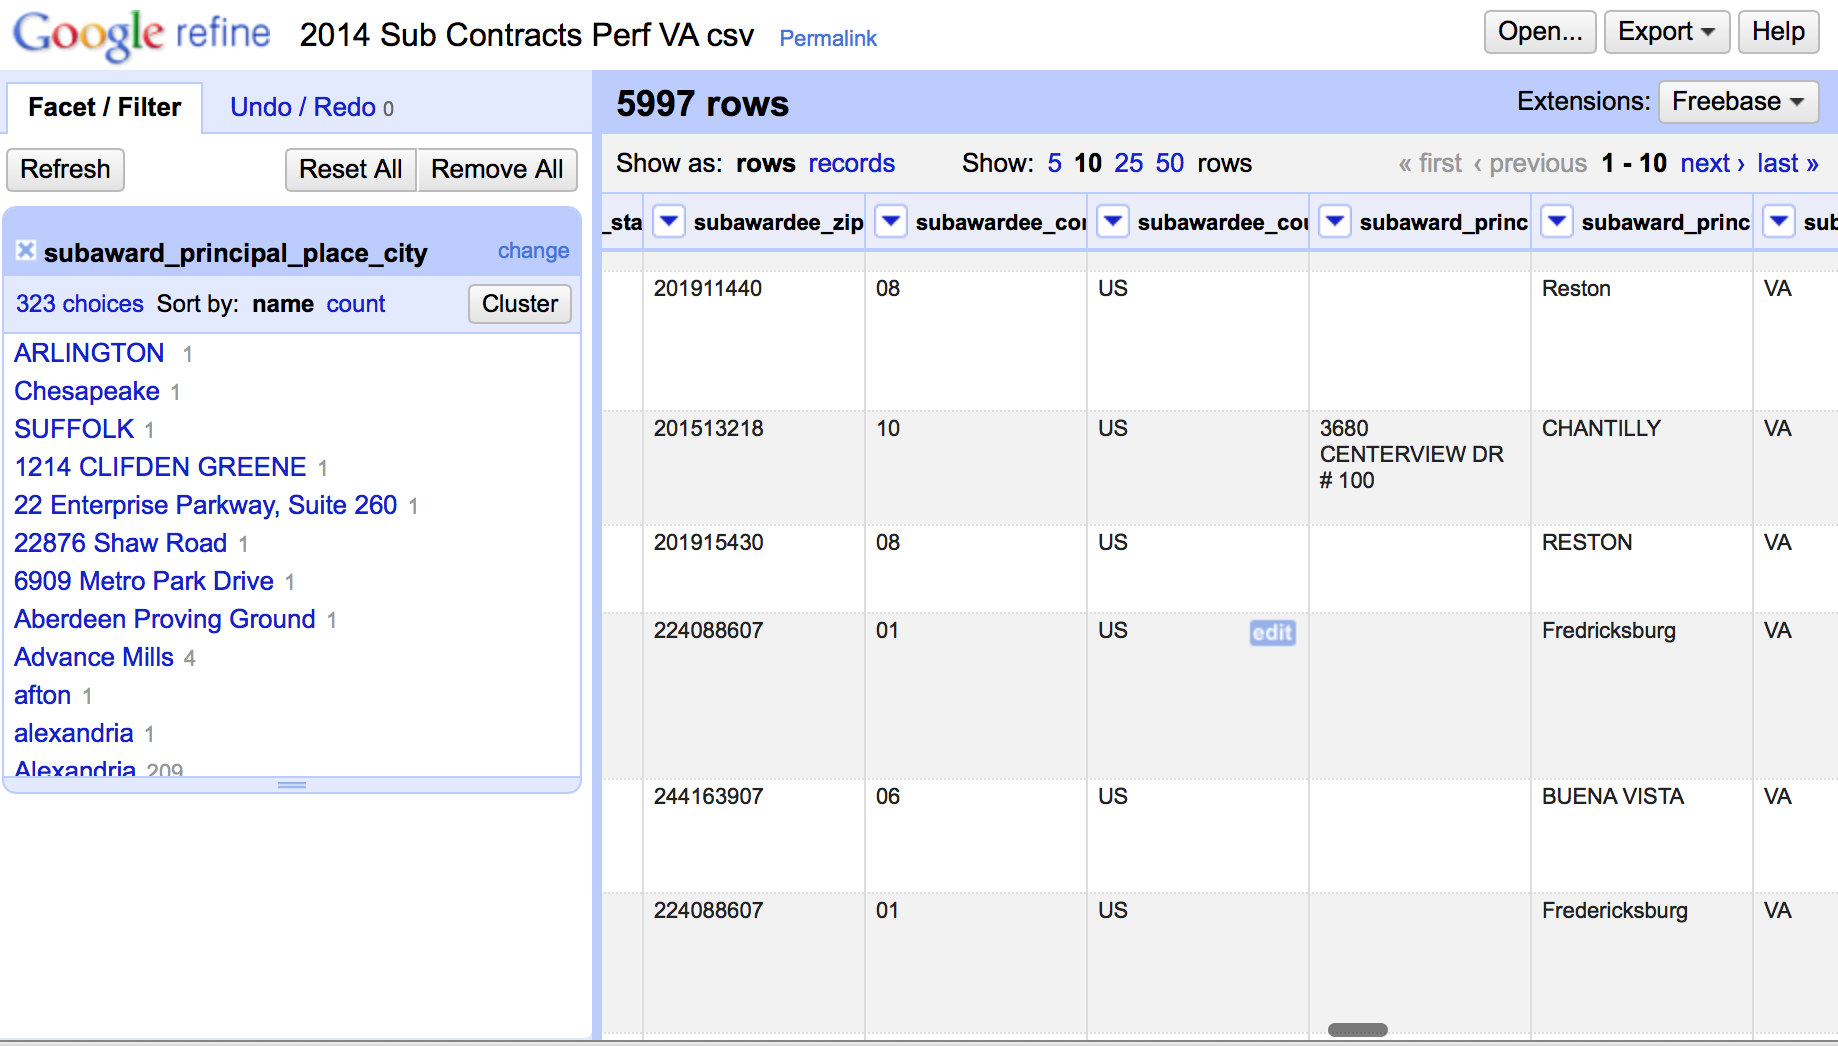 Google refine 2014 Sub Contracts Perf VA csv Permalink Open... Export Help
Facet / Filter Undo / Redo 0
5997 rows Extensions: Freebase
Refresh Reset All Remove All
Show as: rows records Show: 5 10 25 50 rows « first ‹ previous 1 - 10 next › last »
subaward_principal_place_city change
323 choices Sort by: name count Cluster
ARLINGTON 1
Chesapeake 1
SUFFOLK 1
1214 CLIFDEN GREENE 1
22 Enterprise Parkway, Suite 260 1
22876 Shaw Road 1
6909 Metro Park Drive 1
Aberdeen Proving Ground 1
Advance Mills 4
afton 1
alexandria 1
Alexandria 209
_sta subawardee_zip subawardee_cor subawardee_cou subaward_princ subaward_princ sub
201911440 08 US Reston VA
201513218 10 US 3680 CHANTILLY VA
CENTERVIEW DR
# 100
201915430 08 US RESTON VA
224088607 01 US edit Fredricksburg VA
244163907 06 US BUENA VISTA VA
224088607 01 US Fredericksburg VA